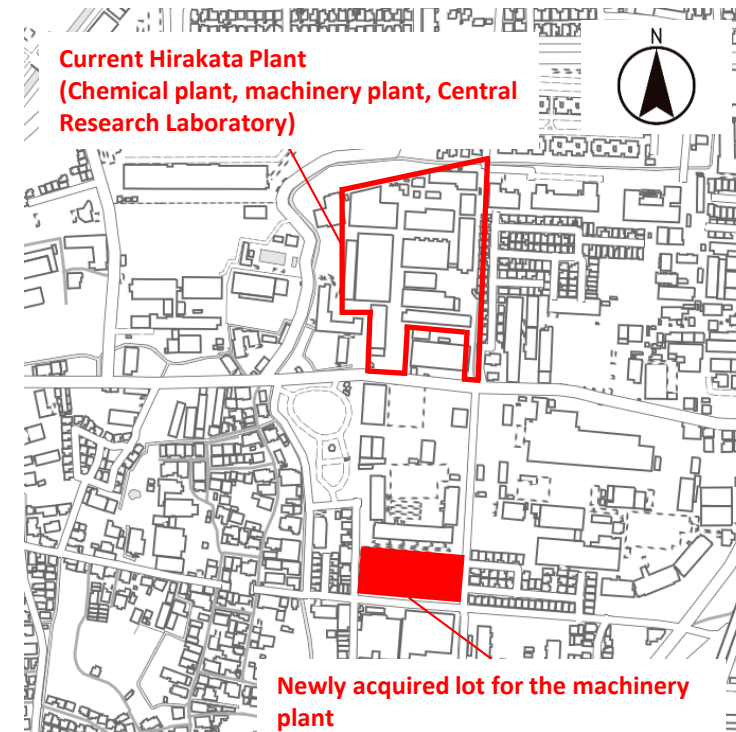 Current Hirakata Plant
(Chemical plant, machinery plant, Central
Research Laboratory)
N
Newly acquired lot for the machinery
plant